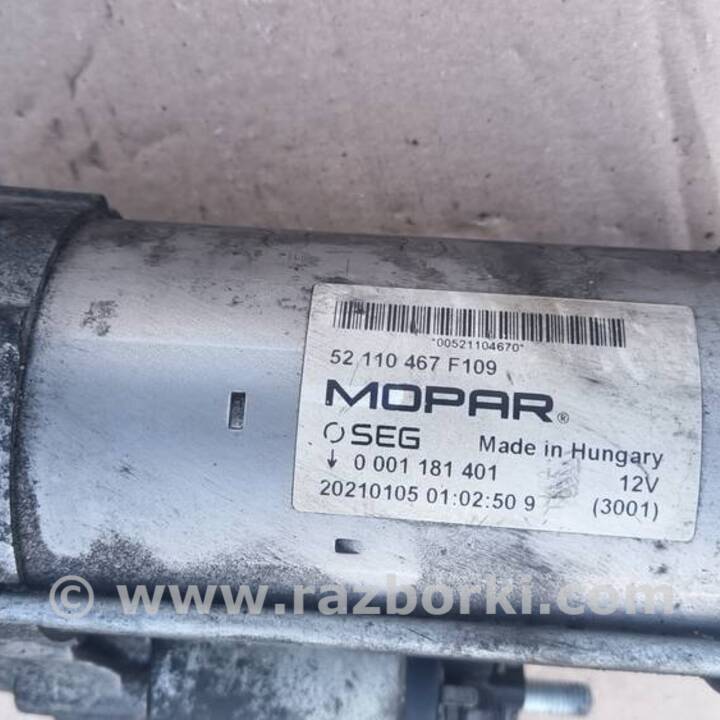 *00521104670*
52 110 467 F109
MOPAR®
SEG Made in Hungary
0 001 181 401 12V
20210105 01:02:50 9 (3001)
© www.razborki.com